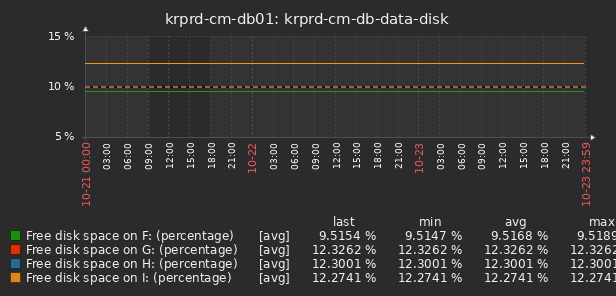 krprd-cm-db01: krprd-cm-db-data-disk
15 %
10 %
5 %
10-21 00:00 03:00 06:00 09:00 12:00 15:00 18:00 21:00 10-22 03:00 06:00 09:00 12:00 15:00 18:00 21:00 10-23 03:00 06:00 09:00 12:00 15:00 18:00 21:00 10-23 23:59
last min avg max
Free disk space on F: (percentage) [avg] 9.5154 % 9.5147 % 9.5168 % 9.5189
Free disk space on G: (percentage) [avg] 12.3262 % 12.3262 % 12.3262 % 12.3262
Free disk space on H: (percentage) [avg] 12.3001 % 12.3001 % 12.3001 % 12.3001
Free disk space on I: (percentage) [avg] 12.2741 % 12.2741 % 12.2741 % 12.2741